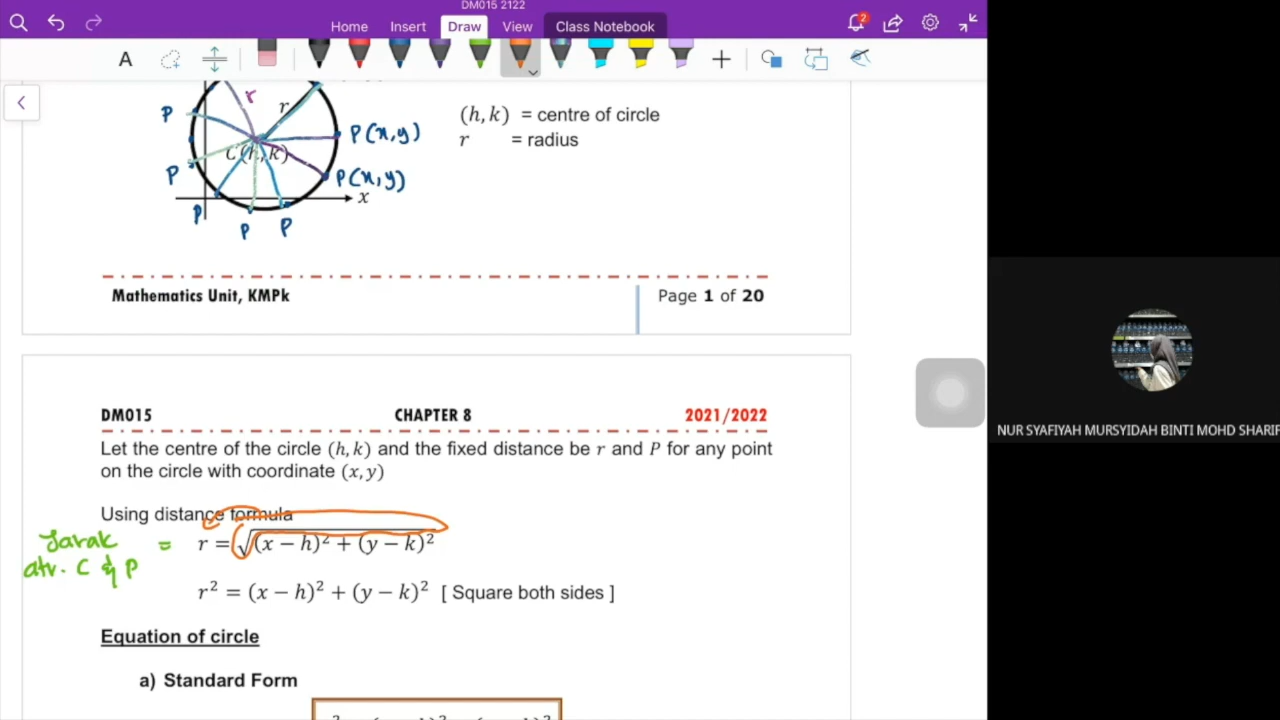 DM015 2122
Home Insert Draw View Class Notebook
2
A
r
r
P
P(x,y)
C(h,k)
P
P(x,y)
x
P
P
P
(h, k) = centre of circle
r = radius
Mathematics Unit, KMPk
Page 1 of 20
DM015 CHAPTER 8 2021/2022
Let the centre of the circle (h, k) and the fixed distance be r and P for any point
on the circle with coordinate (x, y)
Using distance formula
Jarak
atr. C & P
= r = √(x − h)² + (y − k)²
r² = (x − h)² + (y − k)² [ Square both sides ]
Equation of circle
a) Standard Form
NUR SYAFIYAH MURSYIDAH BINTI MOHD SHARIF